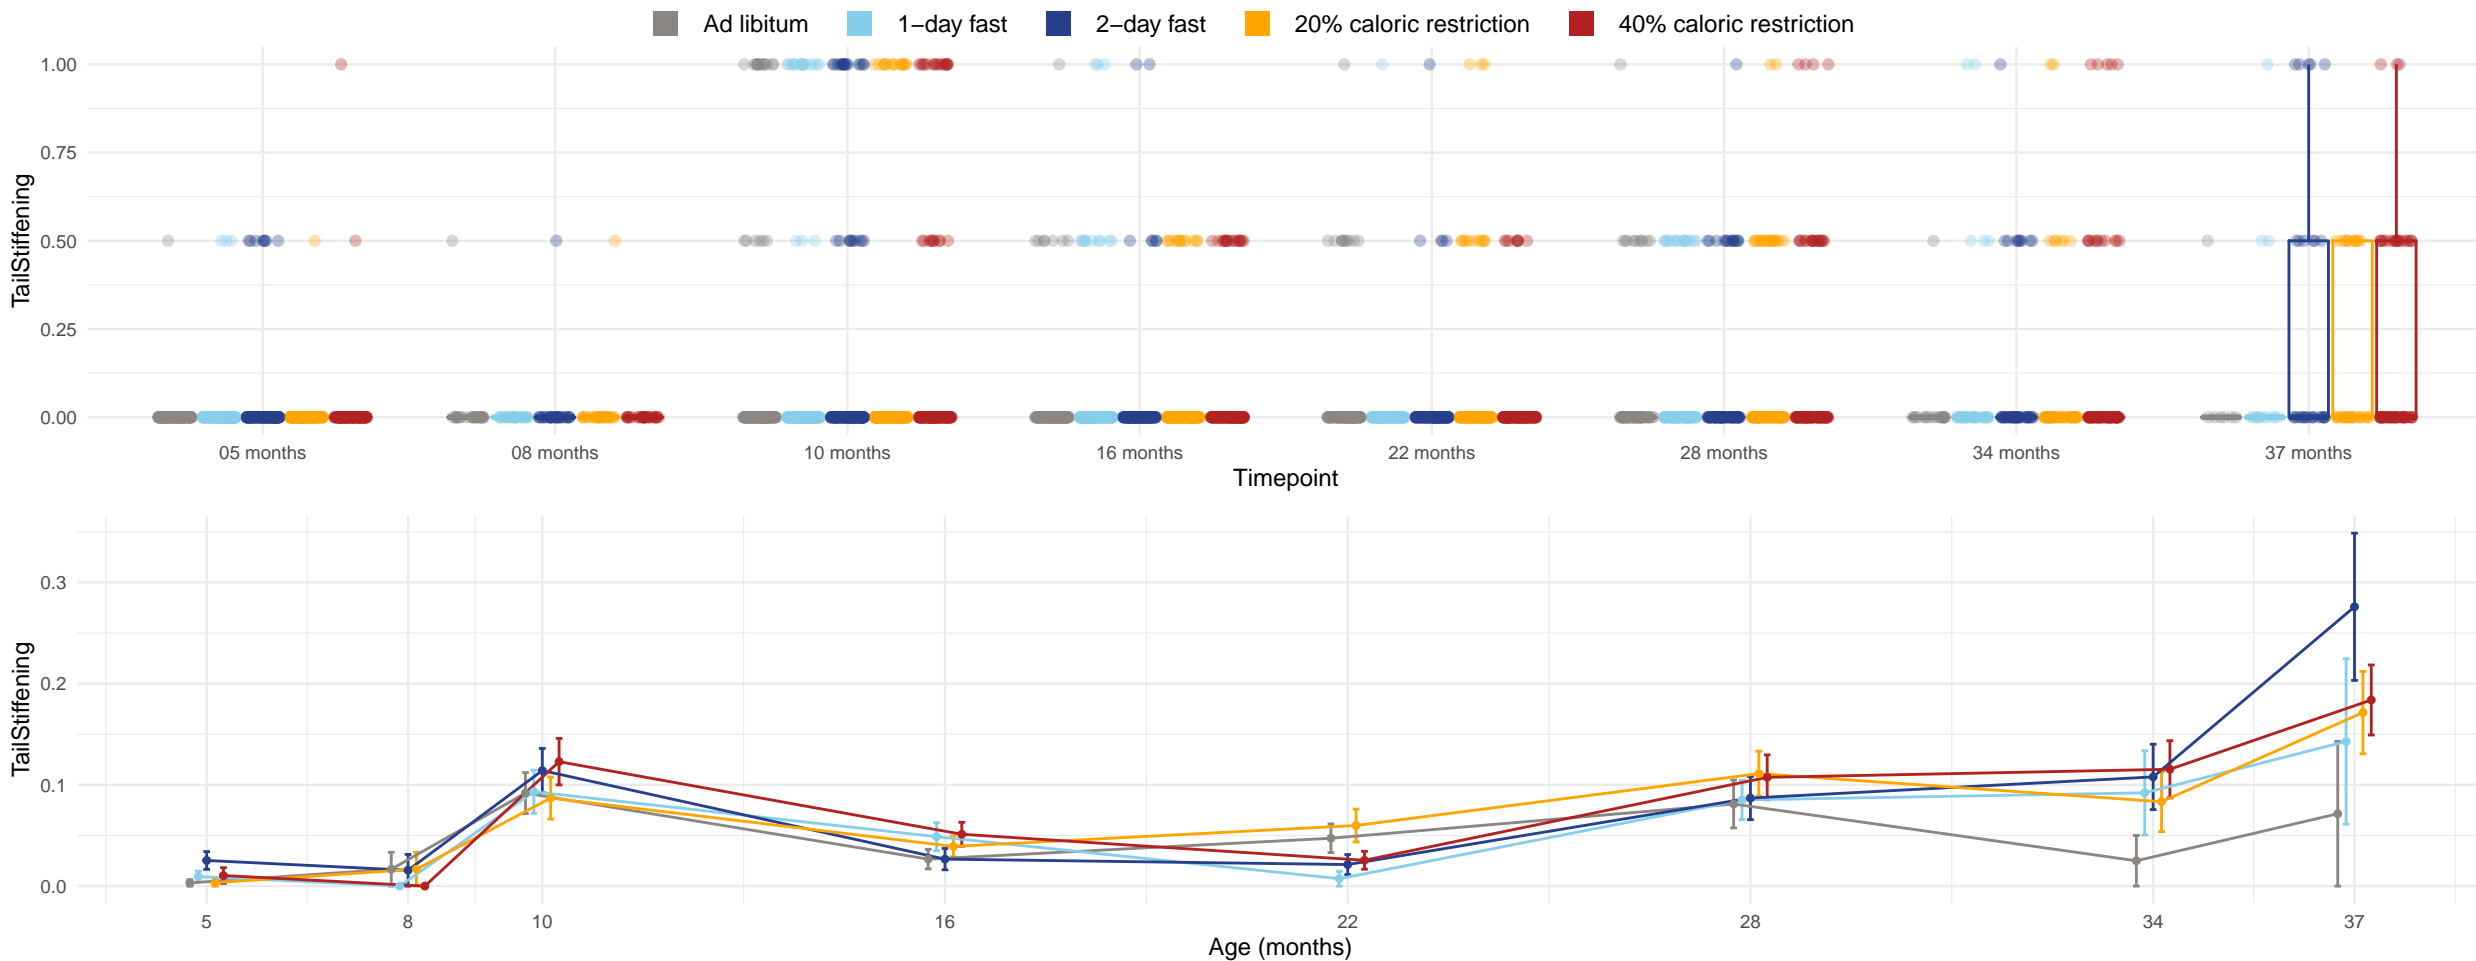 Ad libitum 1−day fast 2−day fast 20% caloric restriction 40% caloric restriction
1.00
0.75
0.50
0.25
0.00
TailStiffening
05 months 08 months 10 months 16 months 22 months 28 months 34 months 37 months
Timepoint
0.3
0.2
0.1
0.0
TailStiffening
5 8 10 16 22 28 34 37
Age (months)